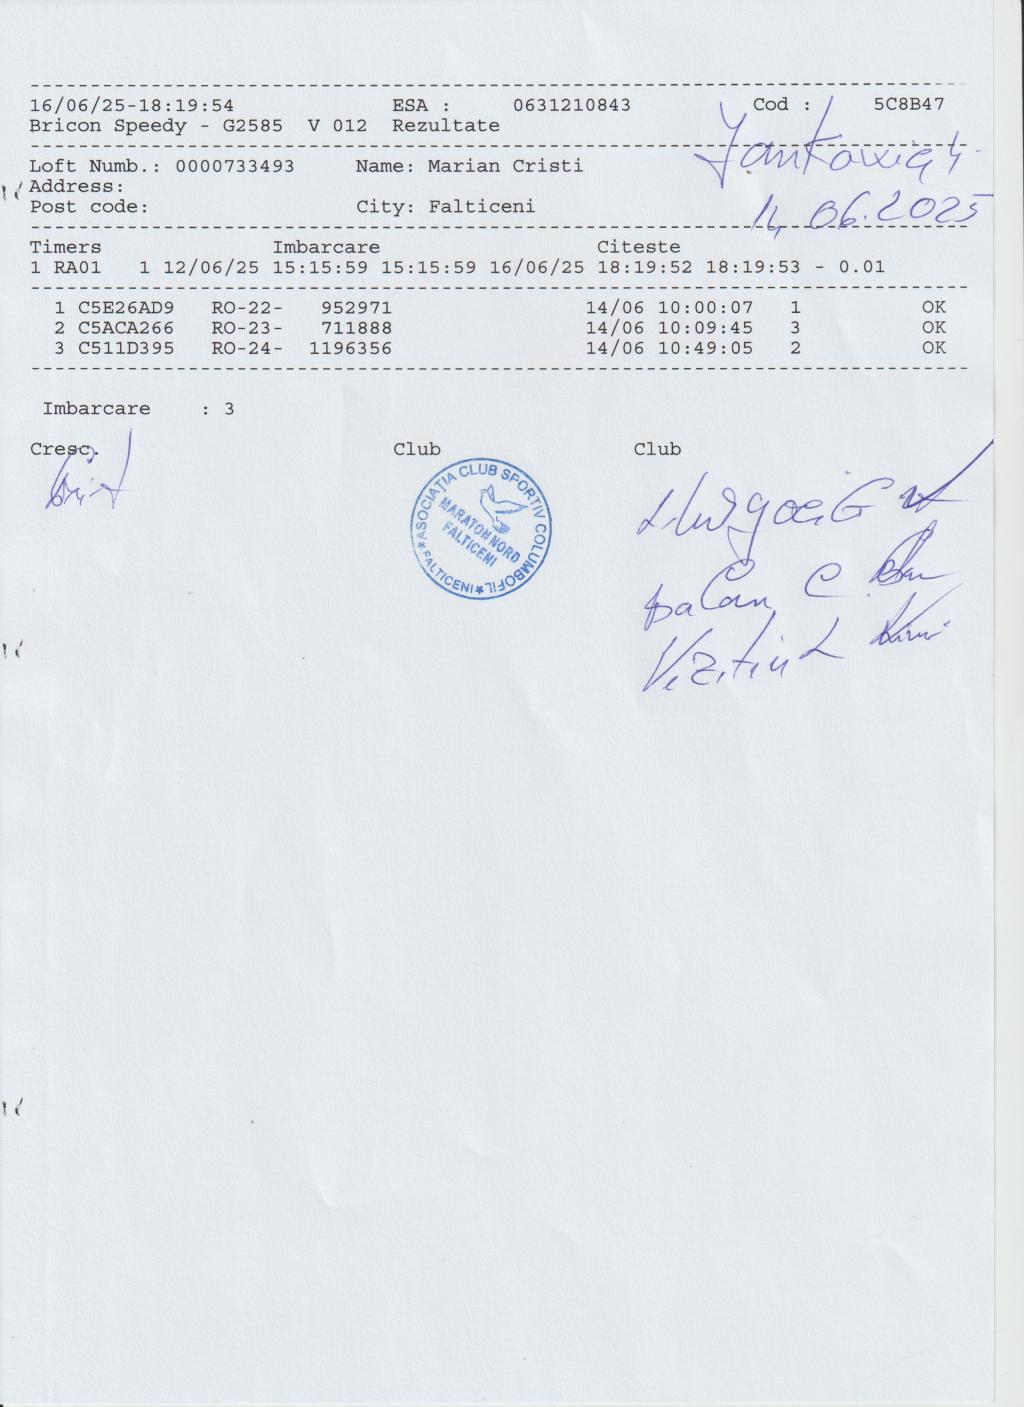 16/06/25-18:19:54 ESA : 0631210843 Cod : 5C8B47
Bricon Speedy - G2585 V 012 Rezultate
Loft Numb.: 0000733493 Name: Marian Cristi
Address:
Post code: City: Falticeni
14.06.2025
Timers Imbarcare Citeste
1 RA01 1 12/06/25 15:15:59 15:15:59 16/06/25 18:19:52 18:19:53 - 0.01
1 C5E26AD9 RO-22- 952971 14/06 10:00:07 1 OK
2 C5ACA266 RO-23- 711888 14/06 10:09:45 3 OK
3 C511D395 RO-24- 1196356 14/06 10:49:05 2 OK
Imbarcare : 3
Cresc. Club Club
ASOCIAȚIA CLUB SPORTIV COLUMBOFIL
MARATON NORD
FALTICENI
FALTICENI